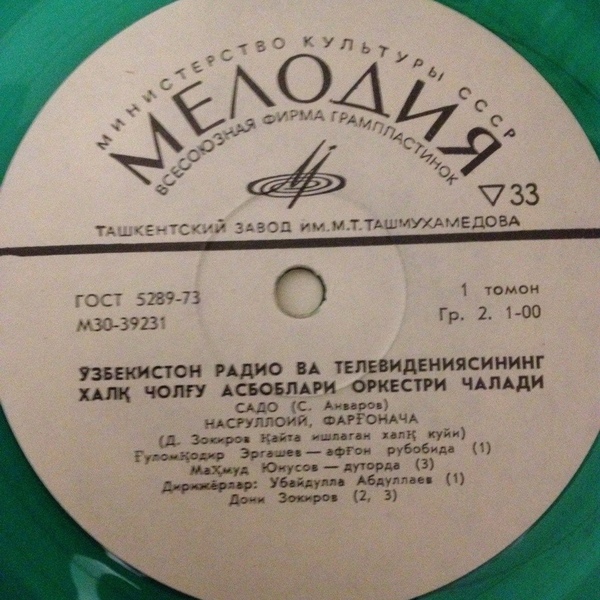 МИНИСТЕРСТВО КУЛЬТУРЫ СССР
МЕЛОДИЯ
ВСЕСОЮЗНАЯ ФИРМА ГРАМПЛАСТИНОК
▽33
ТАШКЕНТСКИЙ ЗАВОД ИМ.М.Т.ТАШМУХАМЕДОВА
ГОСТ 5289-73
М30-39231
1 томон
Гр. 2. 1-00
ЎЗБЕКИСТОН РАДИО ВА ТЕЛЕВИДЕНИЯСИНИНГ
ХАЛҚ ЧОЛҒУ АСБОБЛАРИ ОРКЕСТРИ ЧАЛАДИ
САДО (С. Анваров)
НАСРУЛЛОИЙ, ФАРҒОНАЧА
(Д. Зокиров Қайта ишлаган халҚ куйи)
ҒуломҚодир Эргашев — афғон рубобида (1)
МаҲмуд Юнусов — дуторда (3)
Дирижёрлар: Убайдулла Абдуллаев (1)
Дони Зокиров (2, 3)